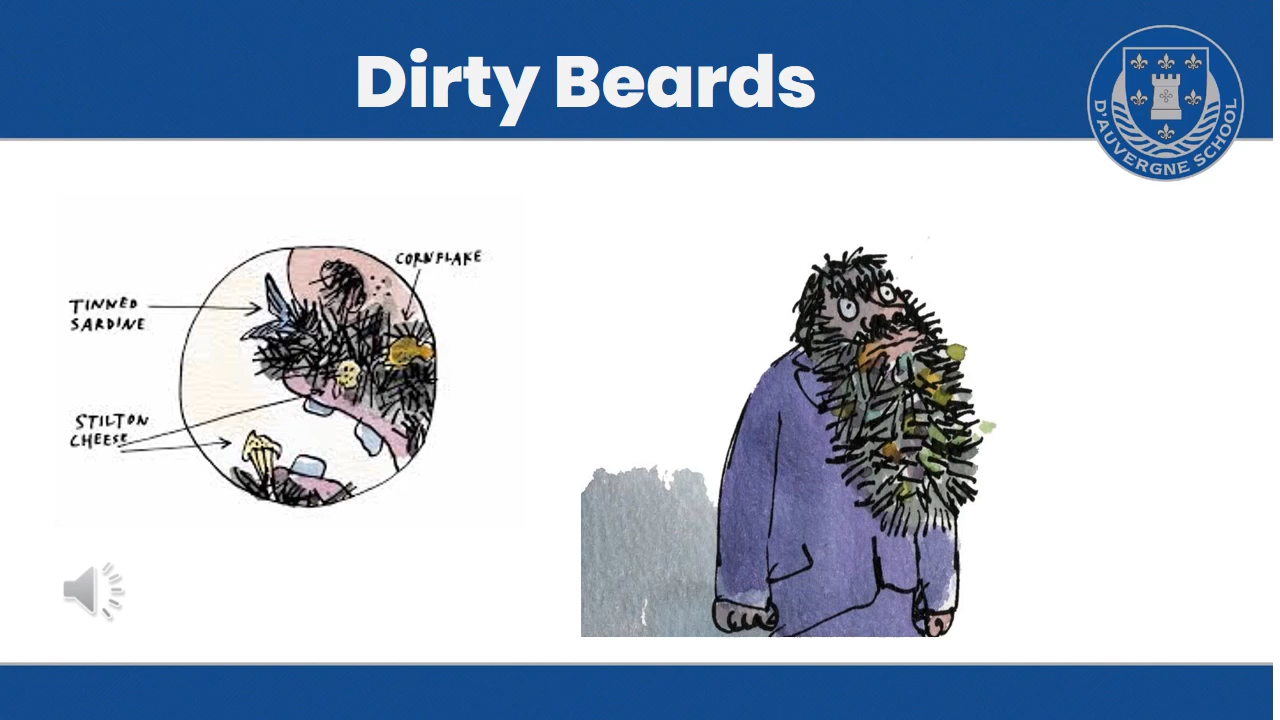 Dirty Beards
D'AUVERGNE SCHOOL
CORNFLAKE
TINNED
SARDINE
STILTON
CHEESE